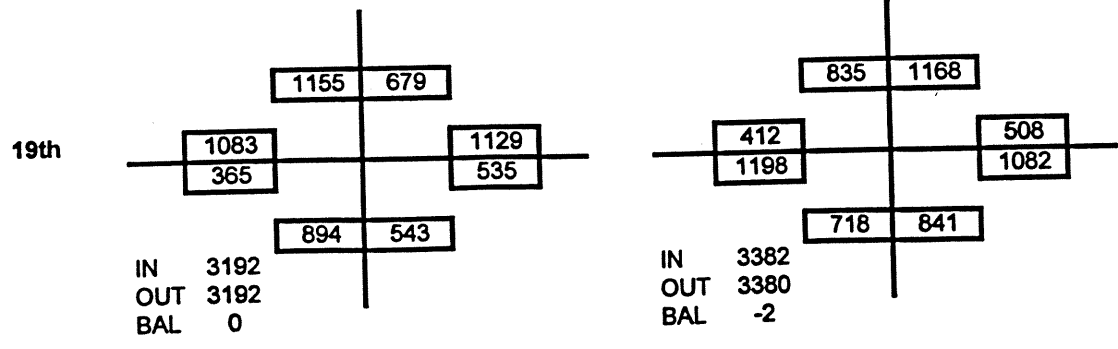 19th
1155 679
1083
365
1129
535
894 543
IN 3192
OUT 3192
BAL 0
835 1168
412
1198
508
1082
718 841
IN 3382
OUT 3380
BAL -2